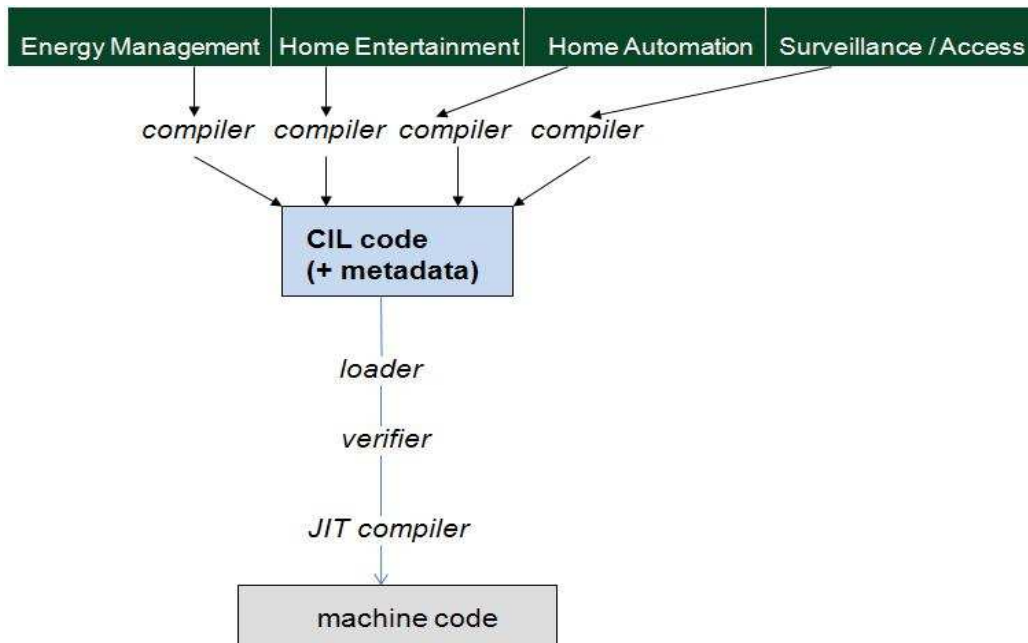 Energy Management Home Entertainment Home Automation Surveillance / Access
compiler compiler compiler compiler
CIL code
(+ metadata)
loader
verifier
JIT compiler
machine code